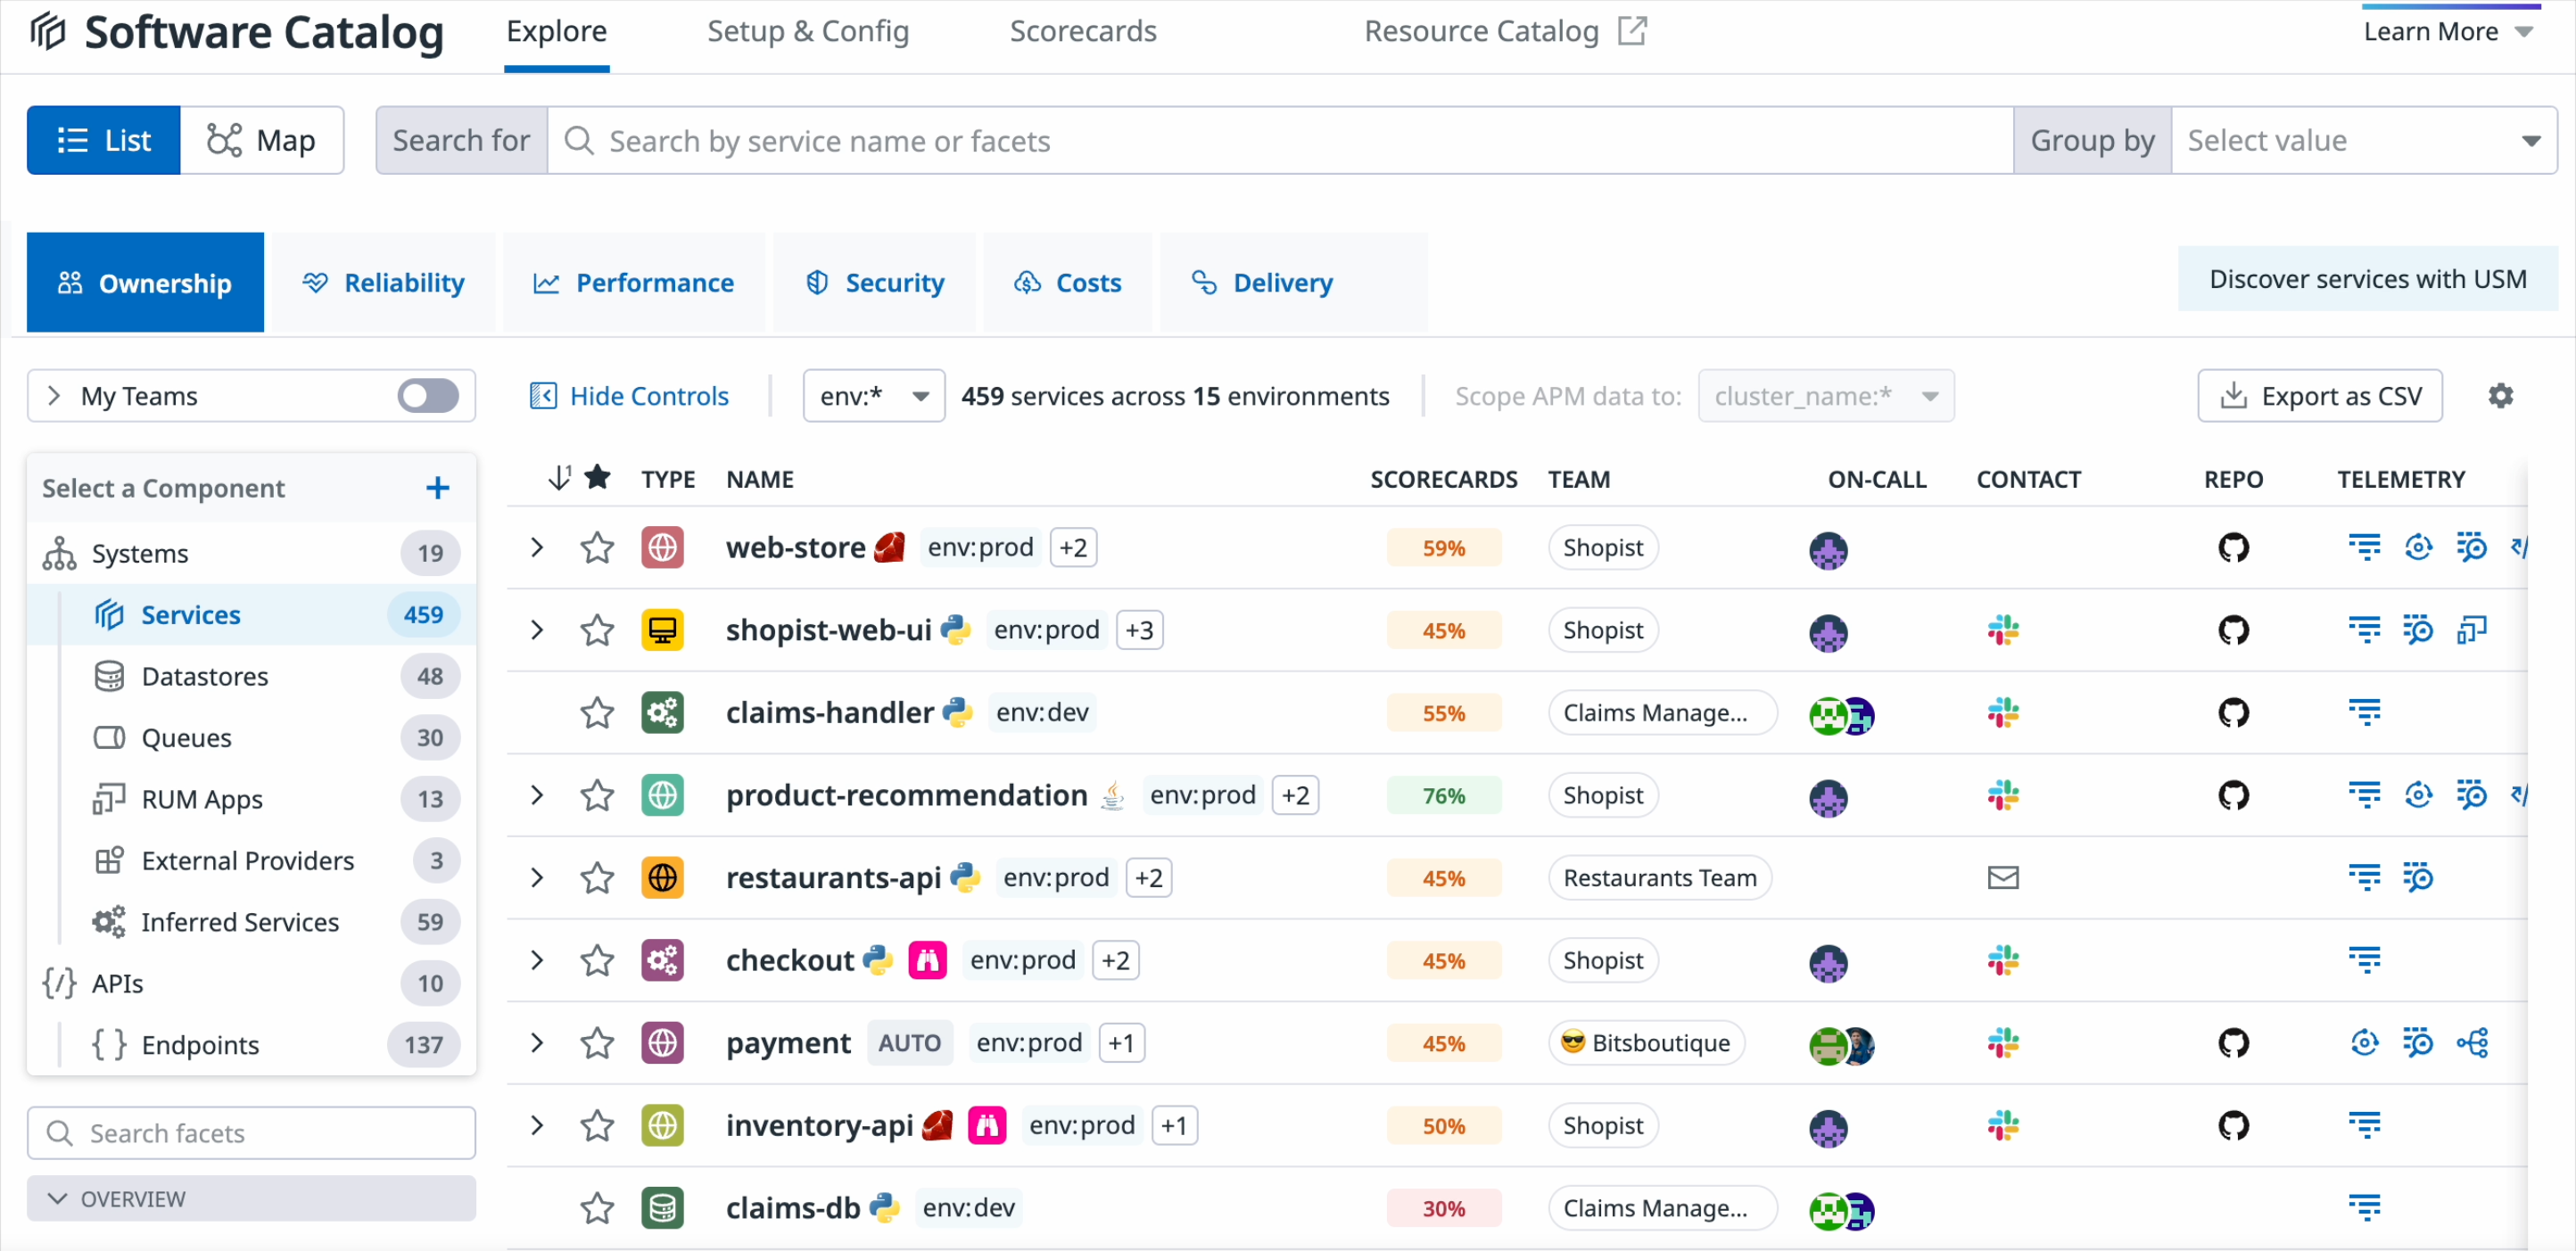 Software Catalog Explore Setup & Config Scorecards Resource Catalog Learn More
List Map Search for Search by service name or facets Group by Select value
Ownership Reliability Performance Security Costs Delivery Discover services with USM
My Teams Hide Controls env:* 459 services across 15 environments Scope APM data to: cluster_name:* Export as CSV
Select a Component
Systems 19
Services 459
Datastores 48
Queues 30
RUM Apps 13
External Providers 3
Inferred Services 59
APIs 10
Endpoints 137
Search facets
OVERVIEW
1 TYPE NAME SCORECARDS TEAM ON-CALL CONTACT REPO TELEMETRY
web-store env:prod +2 59% Shopist
shopist-web-ui env:prod +3 45% Shopist
claims-handler env:dev 55% Claims Manage...
product-recommendation env:prod +2 76% Shopist
restaurants-api env:prod +2 45% Restaurants Team
checkout env:prod +2 45% Shopist
payment AUTO env:prod +1 45% Bitsboutique
inventory-api env:prod +1 50% Shopist
claims-db env:dev 30% Claims Manage...